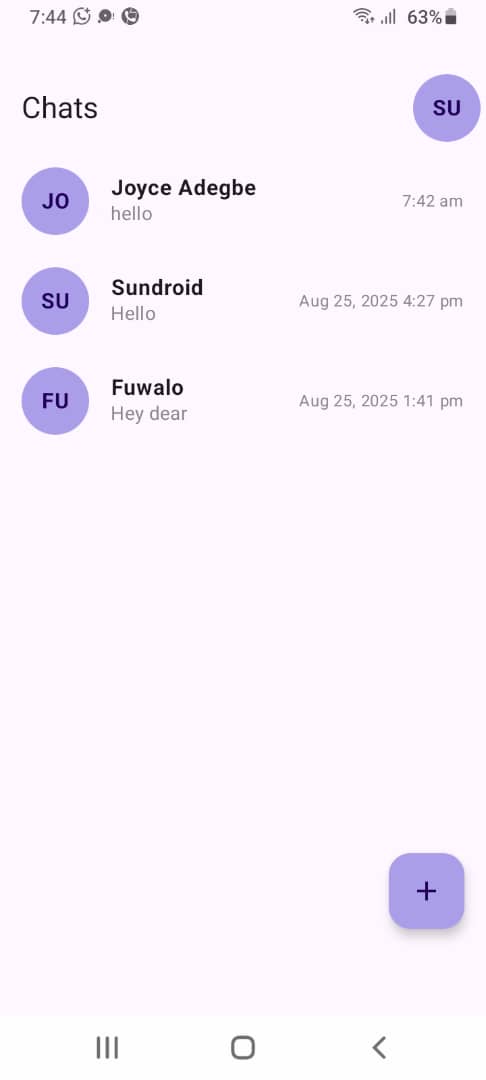 7:44 63%
Chats SU
JO Joyce Adegbe
hello 7:42 am
SU Sundroid
Hello Aug 25, 2025 4:27 pm
FU Fuwalo
Hey dear Aug 25, 2025 1:41 pm
+